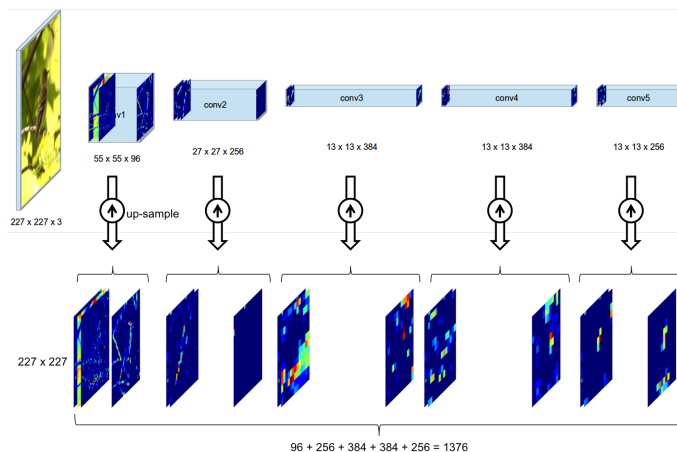 conv1
conv2
conv3
conv4
conv5
55 x 55 x 96
27 x 27 x 256
13 x 13 x 384
13 x 13 x 384
13 x 13 x 256
227 x 227 x 3
up-sample
227 x 227
96 + 256 + 384 + 384 + 256 = 1376